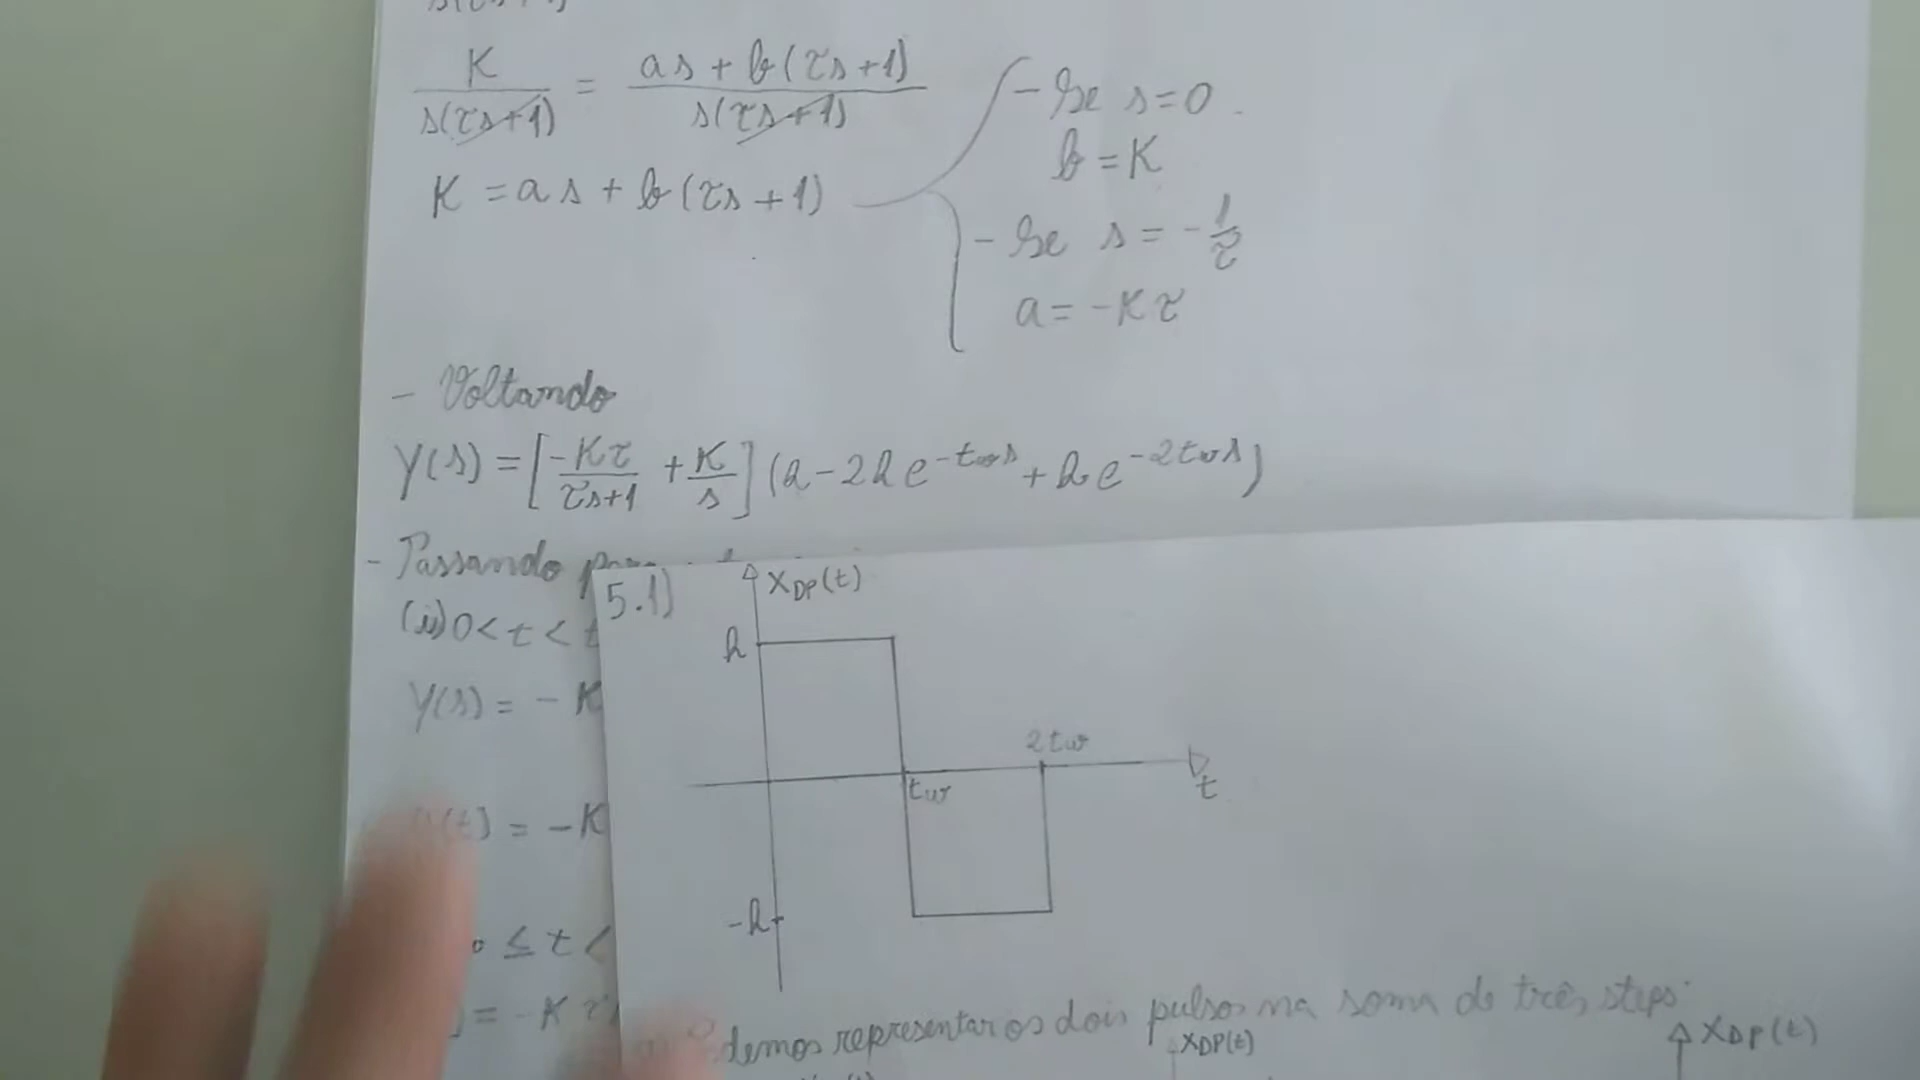 K / s(τs+1) = as + b(τs+1) / s(τs+1)
K = as + b(τs+1)
- Se s=0
b = K
- Se s = -1/τ
a = -Kτ
- Voltando
Y(s) = [-Kτ/τs+1 + K/s] (h - 2h e^-tws + h e^-2tws)
- Passando
(i) 0 < t < t
Y(s) = - K
(t) = -K
≤ t <
= -Kτ
5.1)
XDP(t)
h
2tw
tw
t
-h
demos representar os dois pulsos na soma de três steps
XDP(t)
XDP(t)